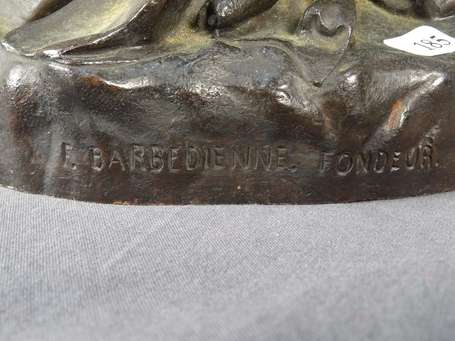 185
F. BARBEDIENNE, FONDEUR.